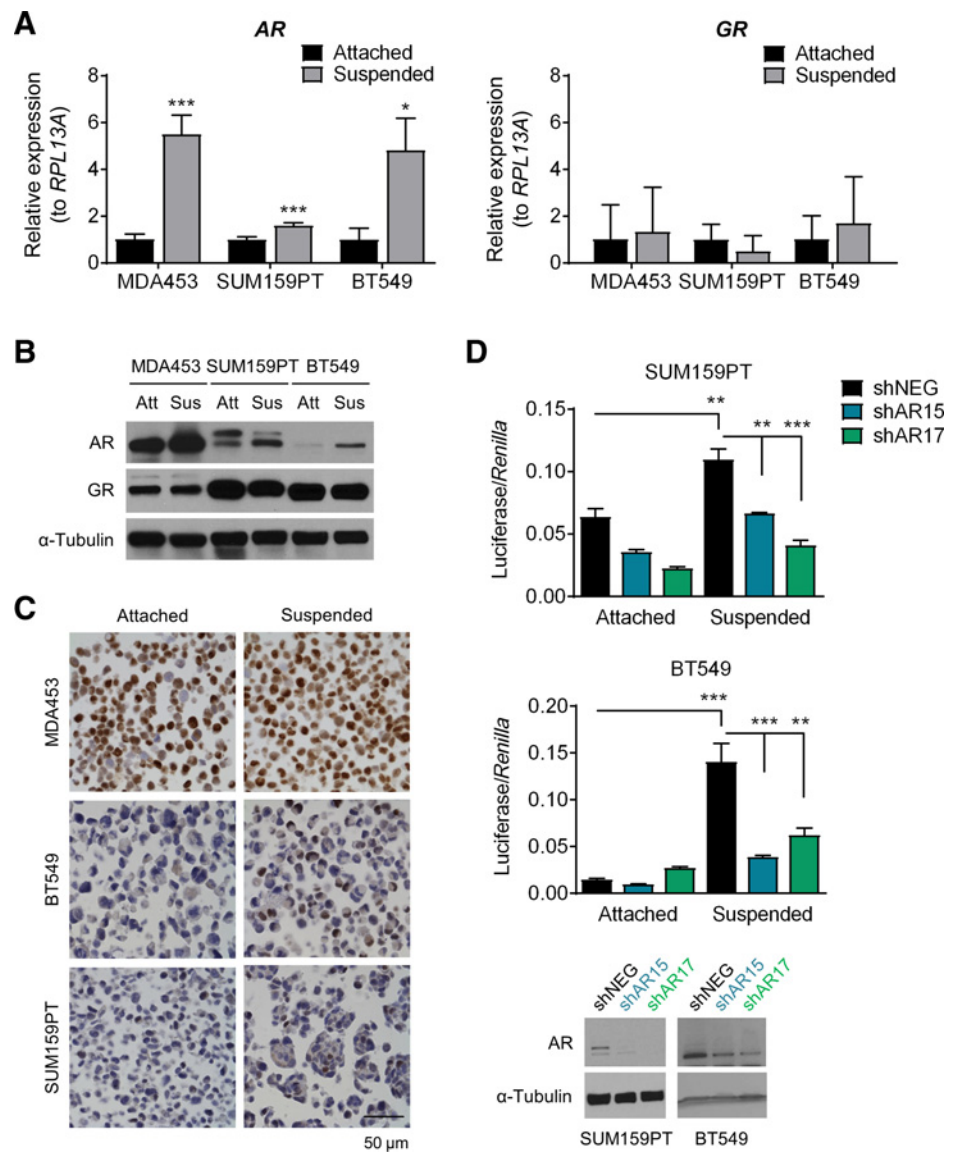 A
AR
Attached
Suspended
Relative expression
(to RPL13A)
8
6
4
2
0
***
***
*
MDA453 SUM159PT BT549
GR
Attached
Suspended
Relative expression
(to RPL13A)
8
6
4
2
0
MDA453 SUM159PT BT549
B
MDA453 SUM159PT BT549
Att Sus Att Sus Att Sus
AR
GR
α-Tubulin
C
Attached Suspended
MDA453
BT549
SUM159PT
50 µm
D
SUM159PT
shNEG
shAR15
shAR17
Luciferase/Renilla
0.15
0.10
0.05
0.00
**
** ***
Attached Suspended
BT549
Luciferase/Renilla
0.20
0.15
0.10
0.05
0.00
***
*** **
Attached Suspended
shNEG shAR15 shAR17 shNEG shAR15 shAR17
AR
α-Tubulin
SUM159PT BT549